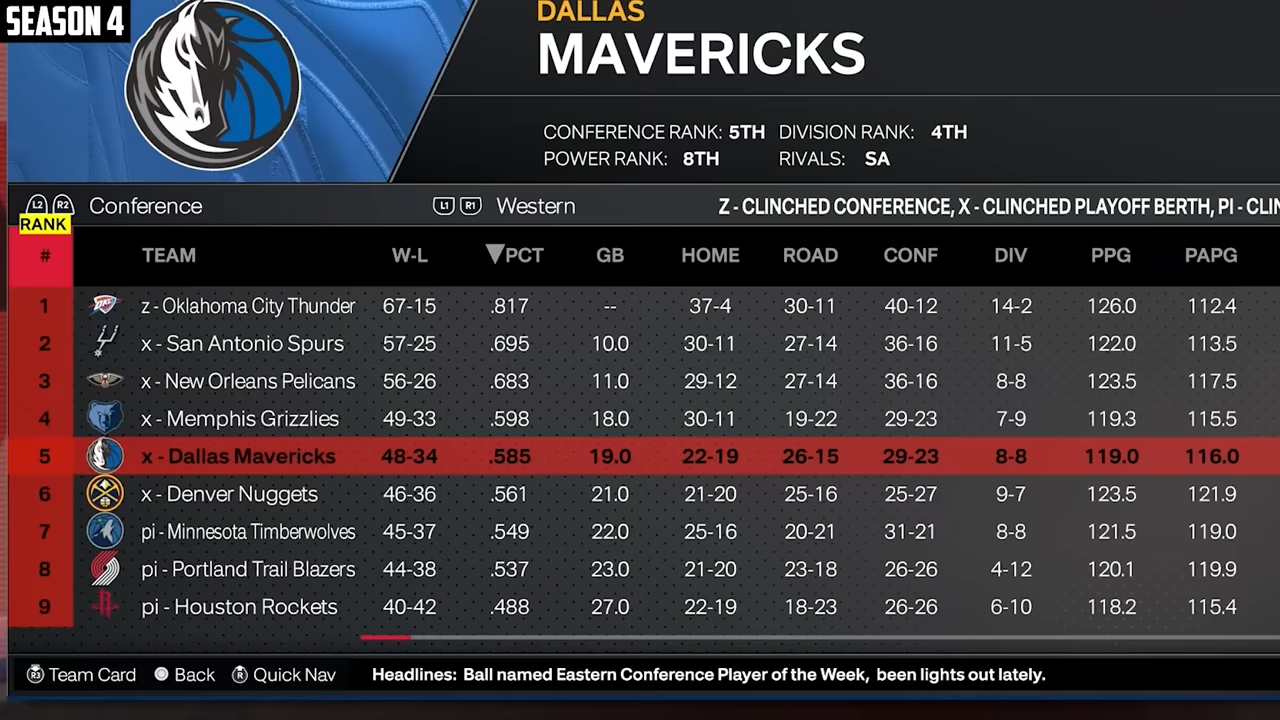 SEASON 4
DALLAS
MAVERICKS
CONFERENCE RANK: 5TH DIVISION RANK: 4TH
POWER RANK: 8TH RIVALS: SA
L2 R2 Conference L1 R1 Western Z - CLINCHED CONFERENCE, X - CLINCHED PLAYOFF BERTH, PI - CLIN
RANK
# TEAM W-L ▼PCT GB HOME ROAD CONF DIV PPG PAPG
1 z - Oklahoma City Thunder 67-15 .817 -- 37-4 30-11 40-12 14-2 126.0 112.4
2 x - San Antonio Spurs 57-25 .695 10.0 30-11 27-14 36-16 11-5 122.0 113.5
3 x - New Orleans Pelicans 56-26 .683 11.0 29-12 27-14 36-16 8-8 123.5 117.5
4 x - Memphis Grizzlies 49-33 .598 18.0 30-11 19-22 29-23 7-9 119.3 115.5
5 x - Dallas Mavericks 48-34 .585 19.0 22-19 26-15 29-23 8-8 119.0 116.0
6 x - Denver Nuggets 46-36 .561 21.0 21-20 25-16 25-27 9-7 123.5 121.9
7 pi - Minnesota Timberwolves 45-37 .549 22.0 25-16 20-21 31-21 8-8 121.5 119.0
8 pi - Portland Trail Blazers 44-38 .537 23.0 21-20 23-18 26-26 4-12 120.1 119.9
9 pi - Houston Rockets 40-42 .488 27.0 22-19 18-23 26-26 6-10 118.2 115.4
R3 Team Card Back R Quick Nav Headlines: Ball named Eastern Conference Player of the Week, been lights out lately.